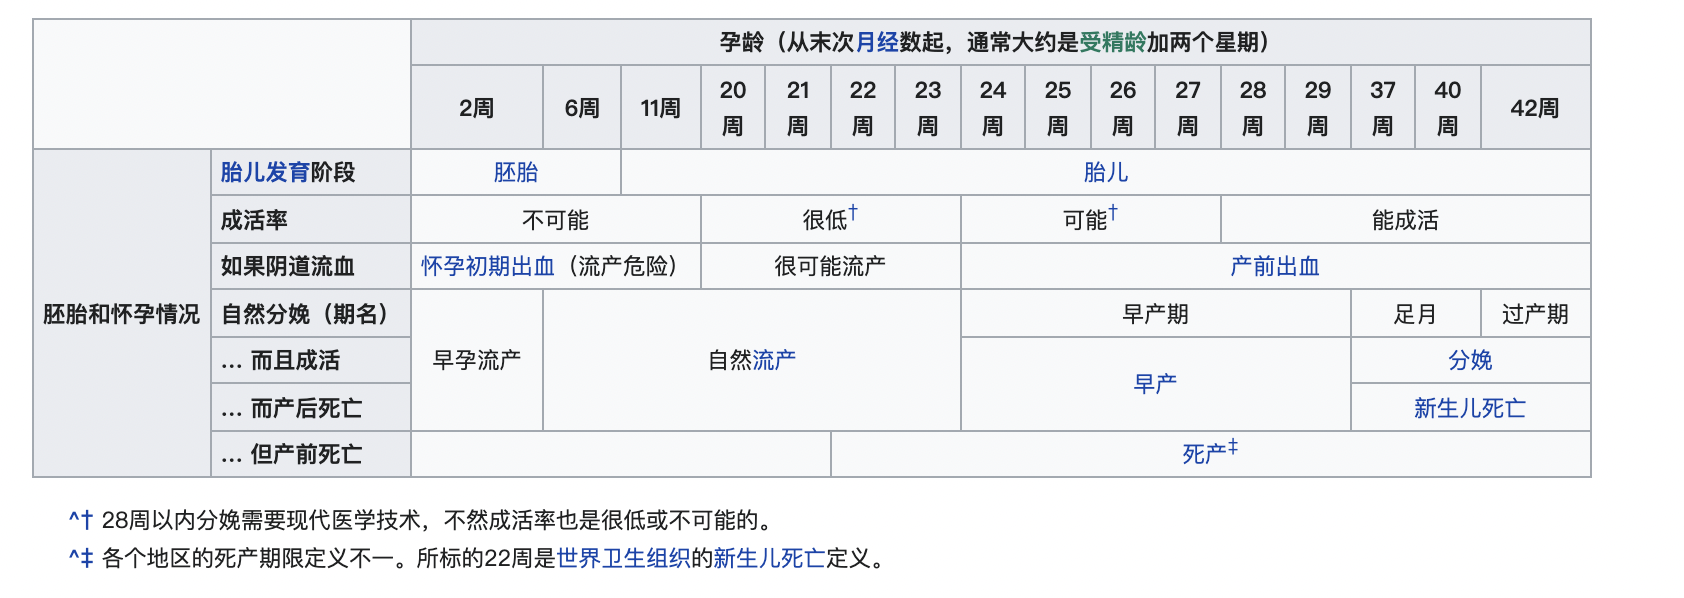 孕龄（从末次月经数起，通常大约是受精龄加两个星期）
2周 6周 11周 20周 21周 22周 23周 24周 25周 26周 27周 28周 29周 37周 40周 42周
胚胎和怀孕情况
胎儿发育阶段 胚胎 胎儿
成活率 不可能 很低† 可能† 能成活
如果阴道流血 怀孕初期出血（流产危险） 很可能流产 产前出血
自然分娩（期名） 早孕流产 自然流产 早产期 足月 过产期
... 而且成活 早产 分娩
... 而产后死亡 新生儿死亡
... 但产前死亡 死产‡
^† 28周以内分娩需要现代医学技术，不然成活率也是很低或不可能的。
^‡ 各个地区的死产期限定义不一。所标的22周是世界卫生组织的新生儿死亡定义。